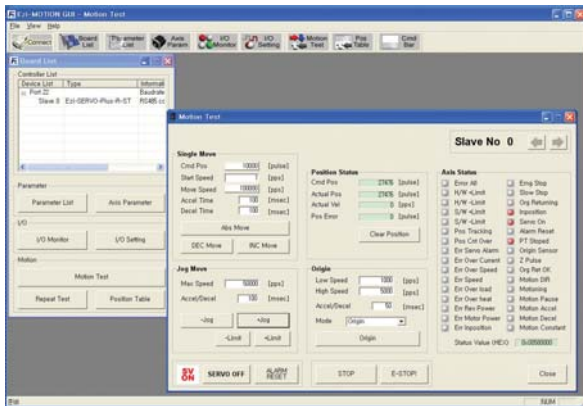 Ezi-MOTION GUI - Motion Test
File View Help
Connect
Board List
Parameter List
Axis Param
I/O Monitor
I/O Setting
Motion Test
Pos Table
Cmd Bar
Board List
Controller List
Device List Type Informati
Port 22 Baudrate
Slave 0 Ezi-SERVO-Plus-R-ST RS485 cc
Parameter
Parameter List Axis Parameter
I/O
I/O Monitor I/O Setting
Motion
Motion Test
Repeat Test Position Table
Motion Test
Slave No 0
Single Move
Cmd Pos 10000 [pulse]
Start Speed 1 [pps]
Move Speed 100000 [pps]
Accel Time 100 [msec]
Decel Time 100 [msec]
Abs Move
DEC Move INC Move
Jog Move
Max Speed 50000 [pps]
Accel/Decel 100 [msec]
-Jog +Jog
-Limit +Limit
Position Status
Cmd Pos 27476 [pulse]
Actual Pos 27476 [pulse]
Actual Vel 0 [pps]
Pos Error 0 [pulse]
Clear Position
Origin
Low Speed 1000 [pps]
High Speed 5000 [pps]
Accel/Decel 50 [msec]
Mode Origin
Origin
Axis Status
Error All Emg Stop
H/W +Limit Slow Stop
H/W -Limit Org Returning
S/W +Limit Inposition
S/W -Limit Servo On
Pos Tracking Alarm Reset
Pos Cnt Over PT Stoped
Err Servo Alarm Origin Sensor
Err Over Current Z Pulse
Err Over Speed Org Ret OK
Err Speed Motion DIR
Err Over load Motioning
Err Over heat Motion Pause
Err Rev Power Motion Accel
Err Motor Power Motion Decel
Err Inposition Motion Constant
Status Value (HEX)
SV ON SERVO OFF ALARM RESET STOP E-STOP! Close
NUM